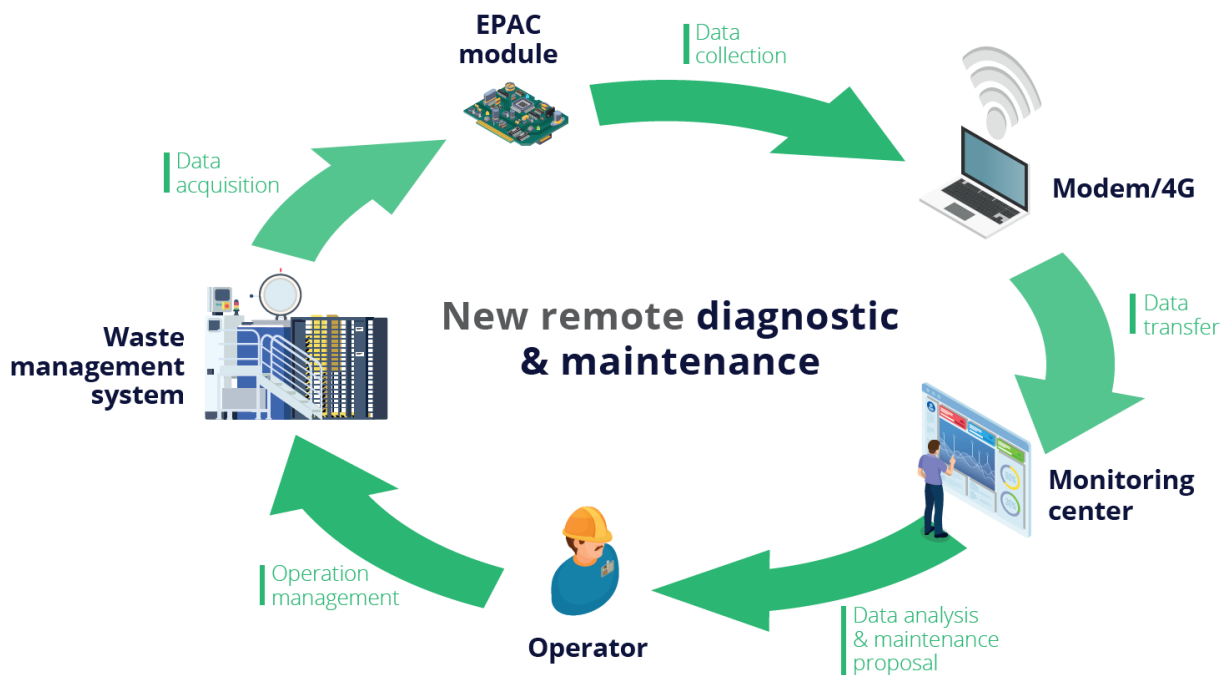 EPAC
module
Data
collection
Data
acquisition
Modem/4G
New remote diagnostic
& maintenance
Data
transfer
Waste
management
system
Monitoring
center
Operation
management
Data analysis
& maintenance
proposal
Operator